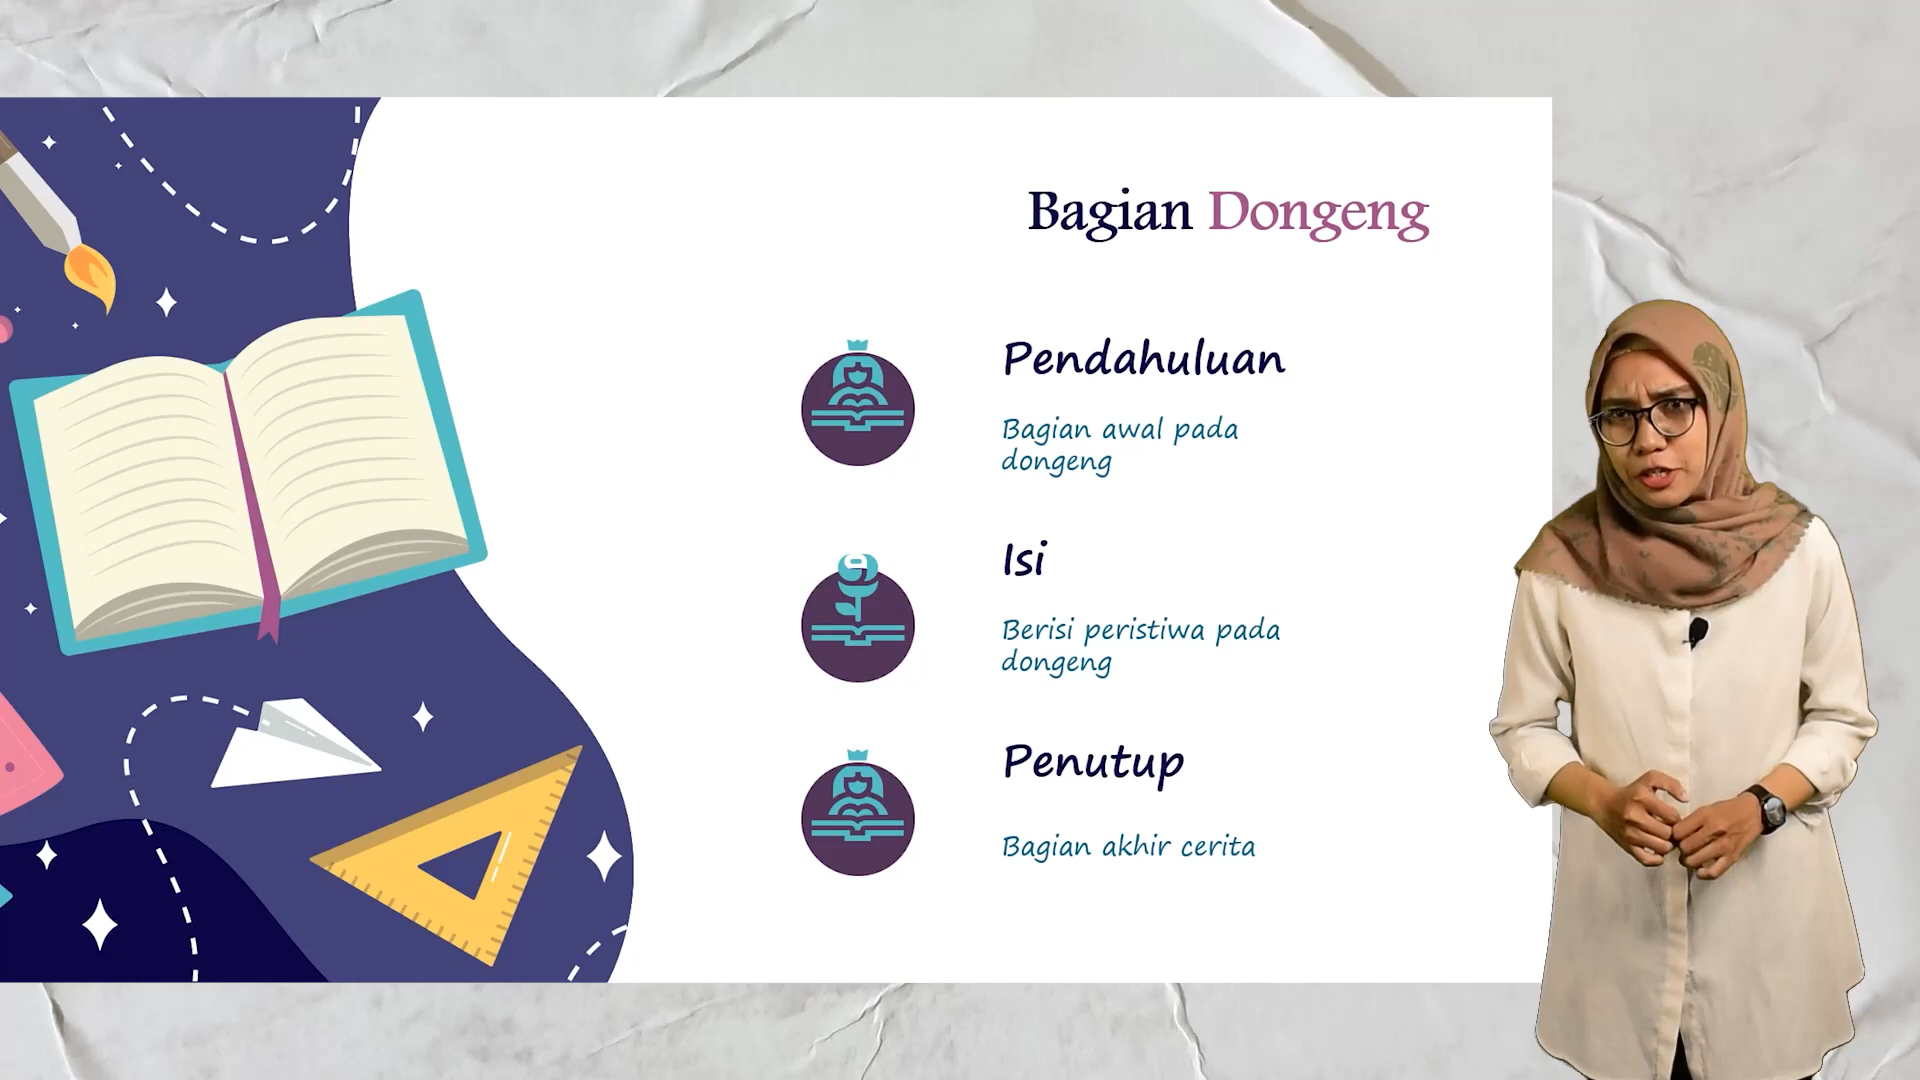 Bagian Dongeng
Pendahuluan
Bagian awal pada
dongeng
Isi
Berisi peristiwa pada
dongeng
Penutup
Bagian akhir cerita